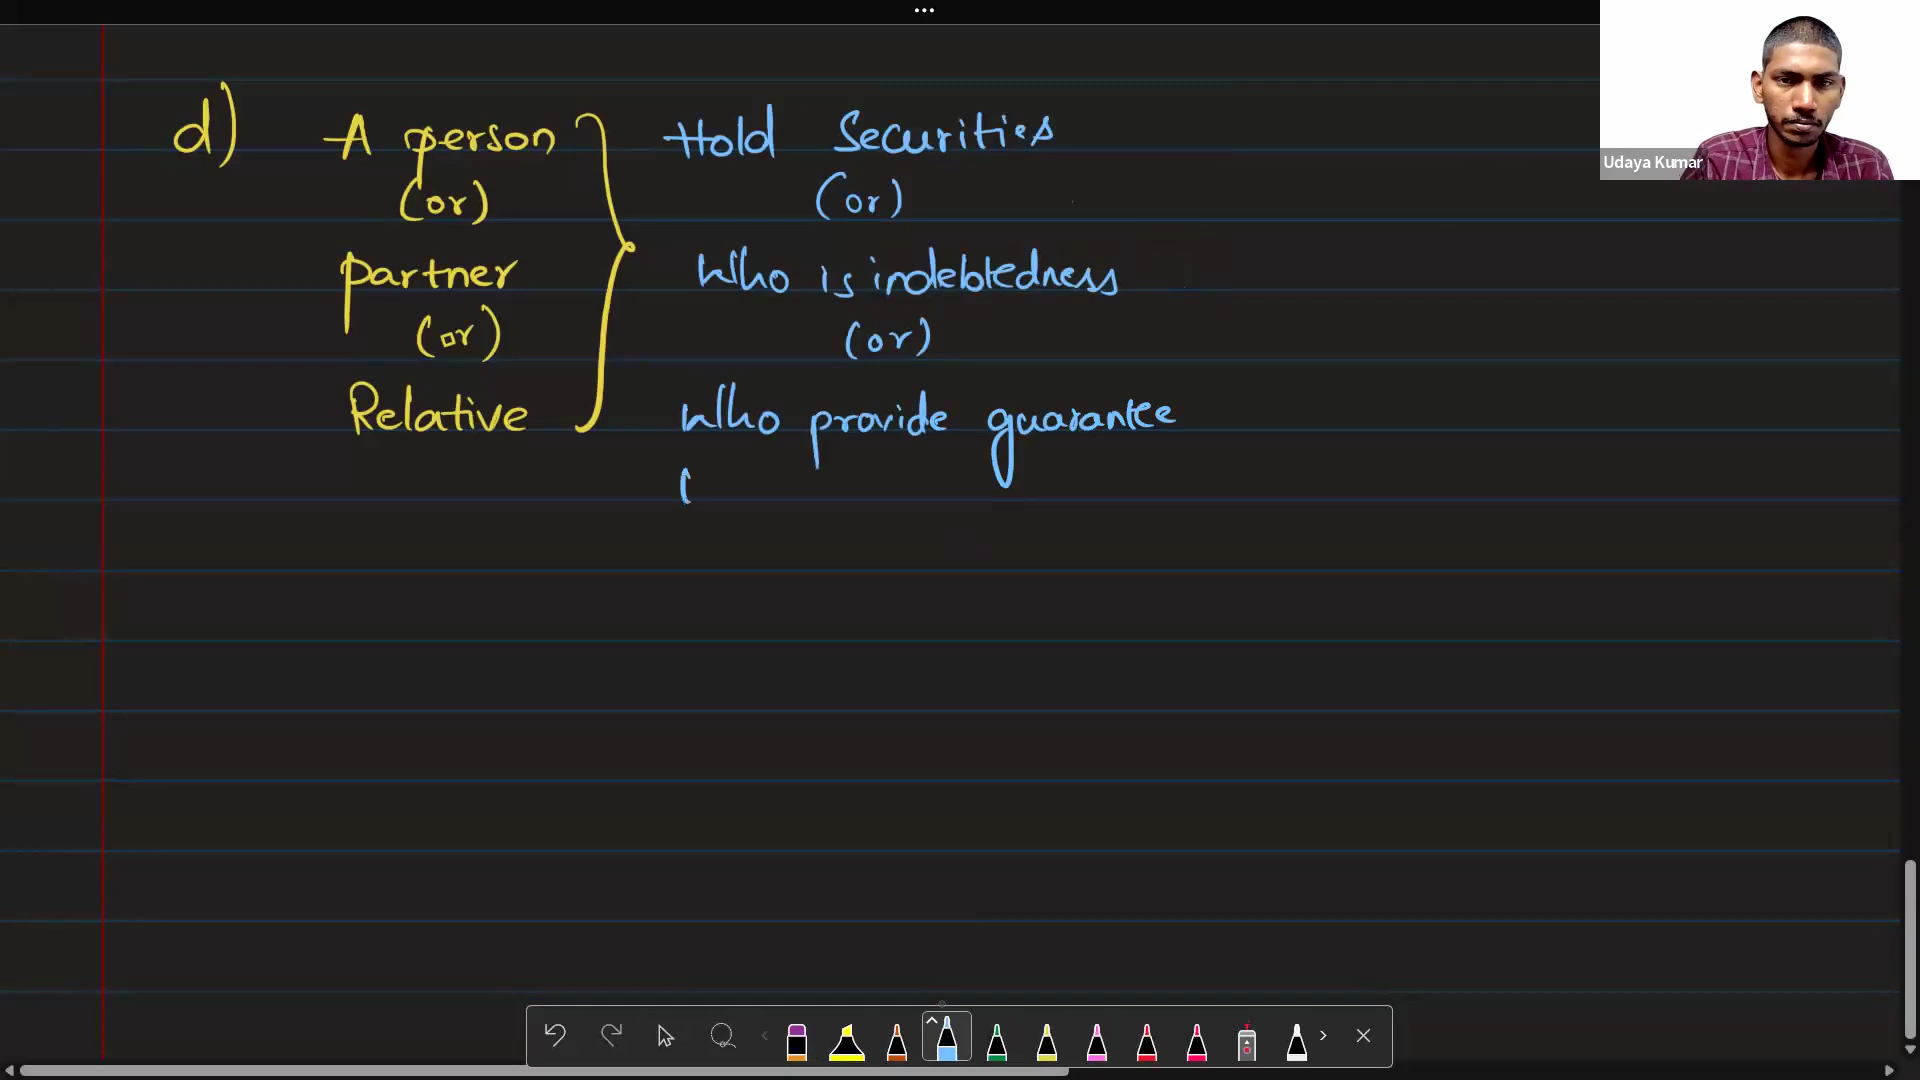 ...
d) A person Hold Securities
(or) (or)
partner Who is indebtedness
(or) (or)
Relative Who provide guarantee
(
Udaya Kumar